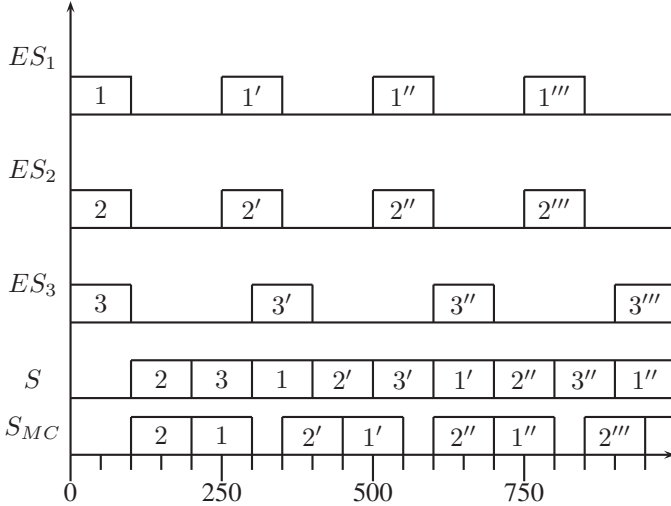 ES₁ 1 1′ 1″ 1‴
ES₂ 2 2′ 2″ 2‴
ES₃ 3 3′ 3″ 3‴
S 2 3 1 2′ 3′ 1′ 2″ 3″ 1″
S_MC 2 1 2′ 1′ 2″ 1″ 2‴
0 250 500 750